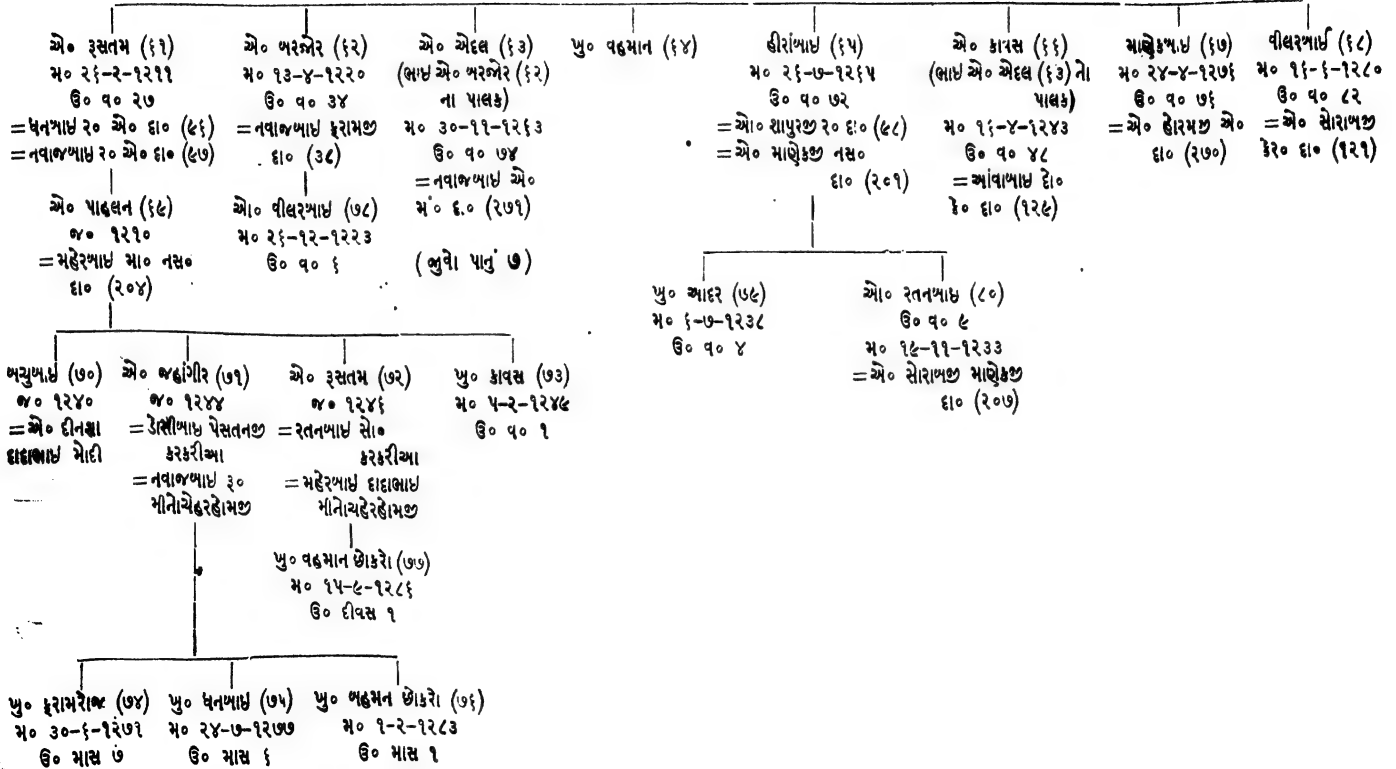 એ૦ રૂસતમ (૬૧)
મ૦ ૨૬-૨-૧૨૧૧
ઉ૦ વ૦ ૨૭
=ધનબાઇ ર૦ એ૦ દા૦ (૯૬)
=નવાજબાઇ ર૦ એ૦ દા૦ (૯૭)
એ૦ બરજોર (૬૨)
મ૦ ૧૩-૪-૧૨૨૦
ઉ૦ વ૦ ૩૪
=નવાજબાઇ ફરામજી
દા૦ (૩૮)
એ૦ એદલ (૬૩)
(ભાઇ એ૦ બરજોર (૬૨)
ના પાલક)
મ૦ ૩૦-૧૧-૧૨૬૩
ઉ૦ વ૦ ૭૪
=નવાજબાઇ એ૦
મં૦ દ.૦ (૨૭૧)
(જુવો પાનું ૭)
ખુ૦ વહમાન (૬૪)
હીરાંબાઇ (૬૫)
મ૦ ૨૬-૭-૧૨૬૫
ઉ૦ વ૦ ૭૨
=ઓ૦ શાપુરજી ર૦ દા૦ (૯૮)
=એ૦ માણેકજી નસ૦
દા૦ (૨૦૧)
એ૦ કાવસ (૬૬)
(ભાઇ એ૦ એદલ (૬૩) નો
પાલક)
મ૦ ૧૬-૪-૧૨૪૩
ઉ૦ વ૦ ૪૮
=આંવાબાઇ દો૦
કે૦ દા૦ (૧૨૯)
માણેકબાઇ (૬૭)
મ૦ ૨૪-૪-૧૨૭૬
ઉ૦ વ૦ ૭૬
=એ૦ હોરમજી એ૦
દા૦ (૨૭૦)
વીલરબાઈ (૬૮)
મ૦ ૧૬-૬-૧૨૮૦
ઉ૦ વ૦ ૮૨
=એ૦ સોરાબજી
કેર૦ દા૦ (૧૨૧)
એ૦ પાહલન (૬૯)
જ૦ ૧૨૧૦
=મહેરબાઇ મા૦ નસ૦
દા૦ (૨૦૪)
ઓ૦ વીલરબાઇ (૭૮)
મ૦ ૨૬-૧૨-૧૨૨૩
ઉ૦ વ૦ ૬
ખુ૦ આદર (૭૯)
મ૦ ૬-૭-૧૨૩૮
ઉ૦ વ૦ ૪
ઓ૦ રતનબાઇ (૮૦)
ઉ૦ વ૦ ૯
મ૦ ૧૯-૧૧-૧૨૩૩
=એ૦ સોરાબજી માણેકજી
દા૦ (૨૦૭)
બચુબાઇ (૭૦)
જ૦ ૧૨૪૦
=એ૦ દીનશા
દાદાભાઇ મોદી
એ૦ જહાંગીર (૭૧)
જ૦ ૧૨૪૪
=ડોસીબાઇ પેસતનજી
કરકરીઆ
=નવાજબાઇ રૂ૦
મીનોચેહરહોમજી
એ૦ રૂસતમ (૭૨)
જ૦ ૧૨૪૬
=રતનબાઇ સો૦
કરકરીઆ
=મહેરબાઇ દાદાભાઇ
મીનોચહેરહોમજી
ખુ૦ કાવસ (૭૩)
મ૦ ૫-૨-૧૨૪૯
ઉ૦ વ૦ ૧
ખુ૦ વહમાન છોકરો (૭૭)
મ૦ ૧૫-૯-૧૨૮૬
ઉ૦ દીવસ ૧
ખુ૦ ફરામરોજ (૭૪)
મ૦ ૩૦-૬-૧૨૭૧
ઉ૦ માસ ૭
ખુ૦ ધનબાઇ (૭૫)
મ૦ ૨૪-૭-૧૨૭૭
ઉ૦ માસ ૬
ખુ૦ બહમન છોકરો (૭૬)
મ૦ ૧-૨-૧૨૮૩
ઉ૦ માસ ૧